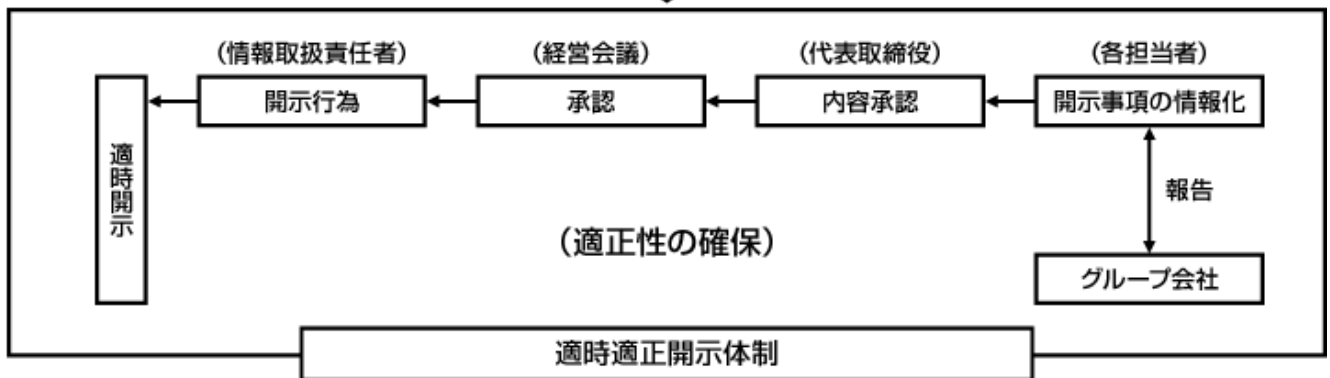 （情報取扱責任者）
（経営会議）
（代表取締役）
（各担当者）
開示行為
承認
内容承認
開示事項の情報化
適時開示
報告
（適正性の確保）
グループ会社
適時適正開示体制